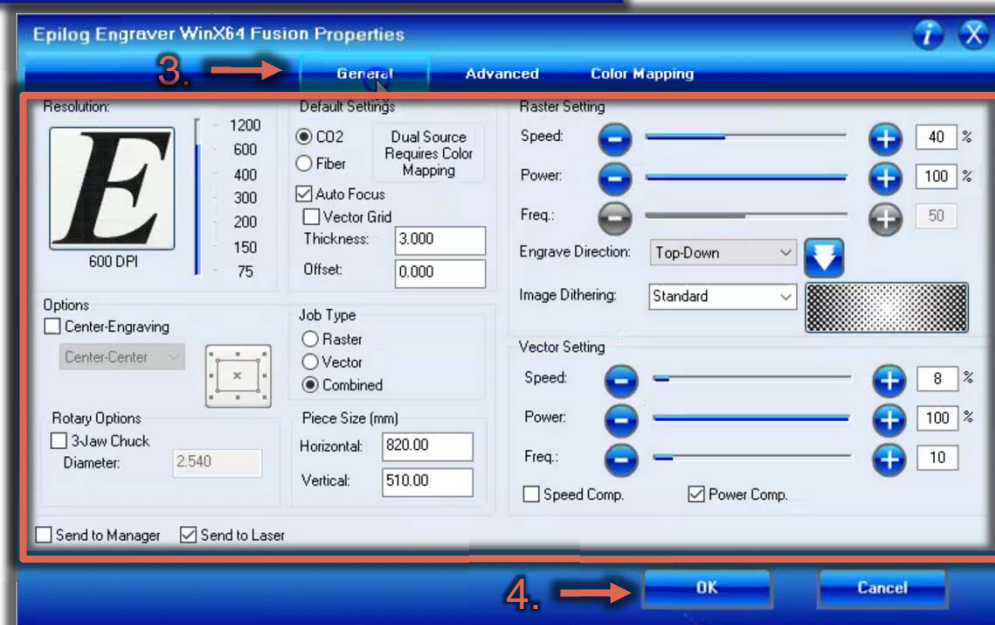 Epilog Engraver WinX64 Fusion Properties
i X
3.
General Advanced Color Mapping
Resolution:
E
600 DPI
1200
600
400
300
200
150
75
Default Settings
CO2
Fiber
Dual Source
Requires Color
Mapping
Auto Focus
Vector Grid
Thickness: 3.000
Offset: 0.000
Options
Center-Engraving
Center-Center
x
Rotary Options
3-Jaw Chuck
Diameter: 2.540
Job Type
Raster
Vector
Combined
Piece Size (mm)
Horizontal: 820.00
Vertical: 510.00
Raster Setting
Speed: 40 %
Power: 100 %
Freq.: 50
Engrave Direction: Top-Down
Image Dithering: Standard
Vector Setting
Speed: 8 %
Power: 100 %
Freq.: 10
Speed Comp. Power Comp.
Send to Manager Send to Laser
4.
OK Cancel